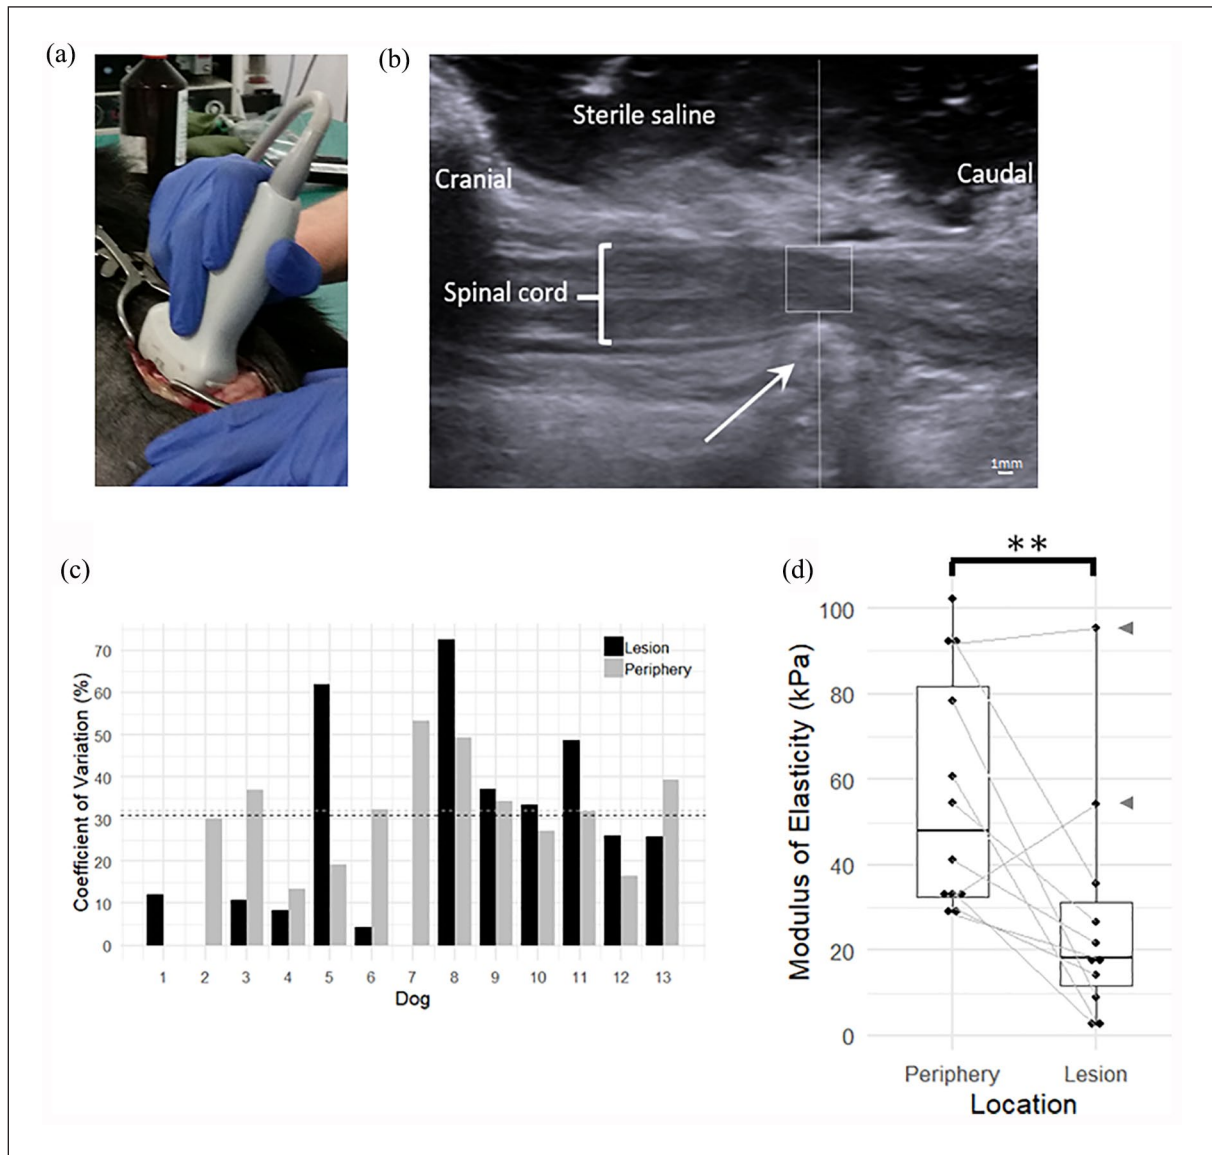 (a)
(b)
Sterile saline
Cranial
Caudal
Spinal cord
1mm
(c)
Coefficient of Variation (%)
70
60
50
40
30
20
10
0
Lesion
Periphery
1 2 3 4 5 6 7 8 9 10 11 12 13
Dog
(d)
**
Modulus of Elasticity (kPa)
100
80
60
40
20
0
Periphery Lesion
Location